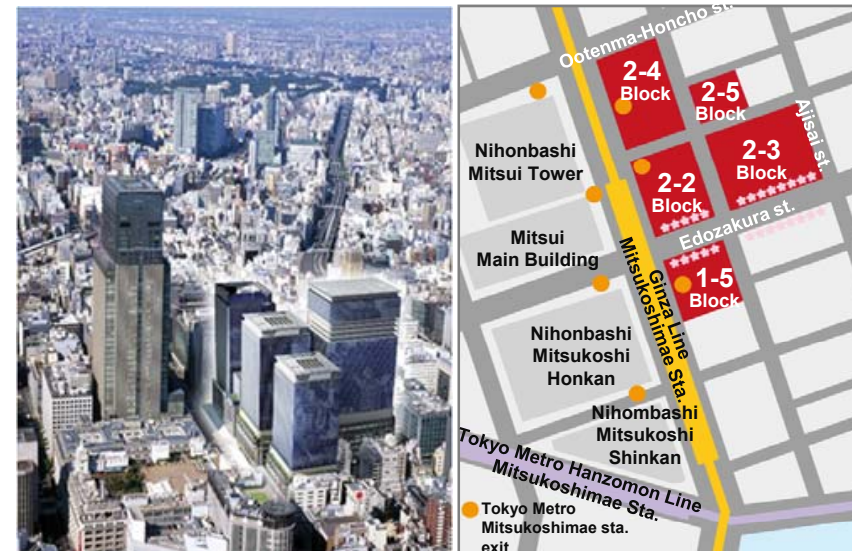 Ootenma-Honcho st.
2-4
Block
2-5
Block
Ajisai st.
2-3
Block
Nihonbashi
Mitsui Tower
2-2
Block
Edozakura st.
Mitsui
Main Building
1-5
Block
Ginza Line
Mitsukoshimae Sta.
Nihonbashi
Mitsukoshi
Honkan
Nihombashi
Mitsukoshi
Shinkan
Tokyo Metro Hanzomon Line
Mitsukoshimae Sta.
Tokyo Metro
Mitsukoshimae sta.
exit